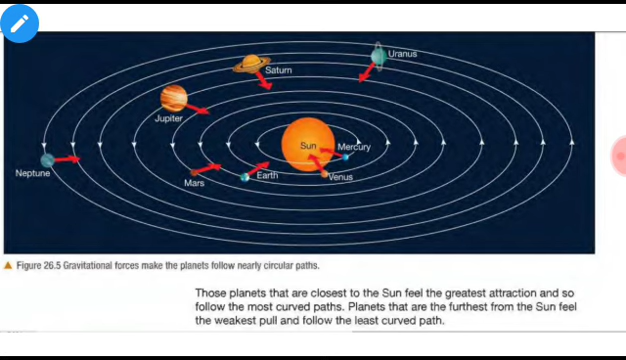 Uranus
Saturn
Jupiter
Sun
Mercury
Neptune
Earth
Venus
Mars
▲ Figure 26.5 Gravitational forces make the planets follow nearly circular paths.
Those planets that are closest to the Sun feel the greatest attraction and so
follow the most curved paths. Planets that are the furthest from the Sun feel
the weakest pull and follow the least curved path.